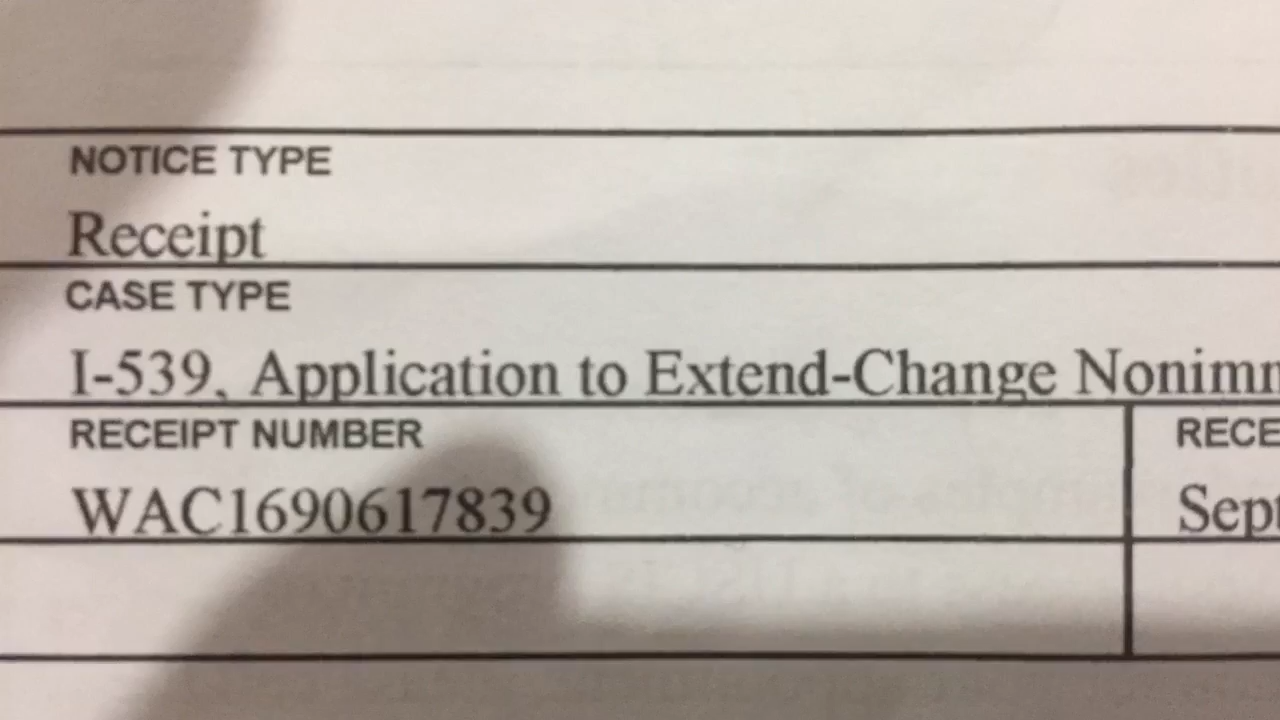 NOTICE TYPE
Receipt
CASE TYPE
I-539, Application to Extend-Change Nonimm
RECEIPT NUMBER
WAC1690617839
RECE
Sept